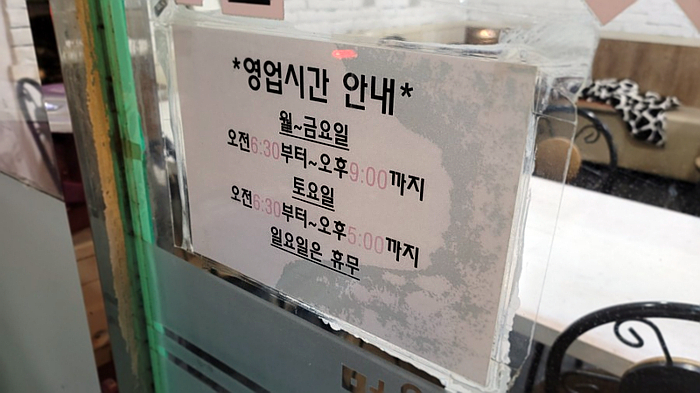 *영업시간 안내*
월~금요일
오전6:30부터~오후9:00까지
토요일
오전6:30부터~오후5:00까지
일요일은 휴무